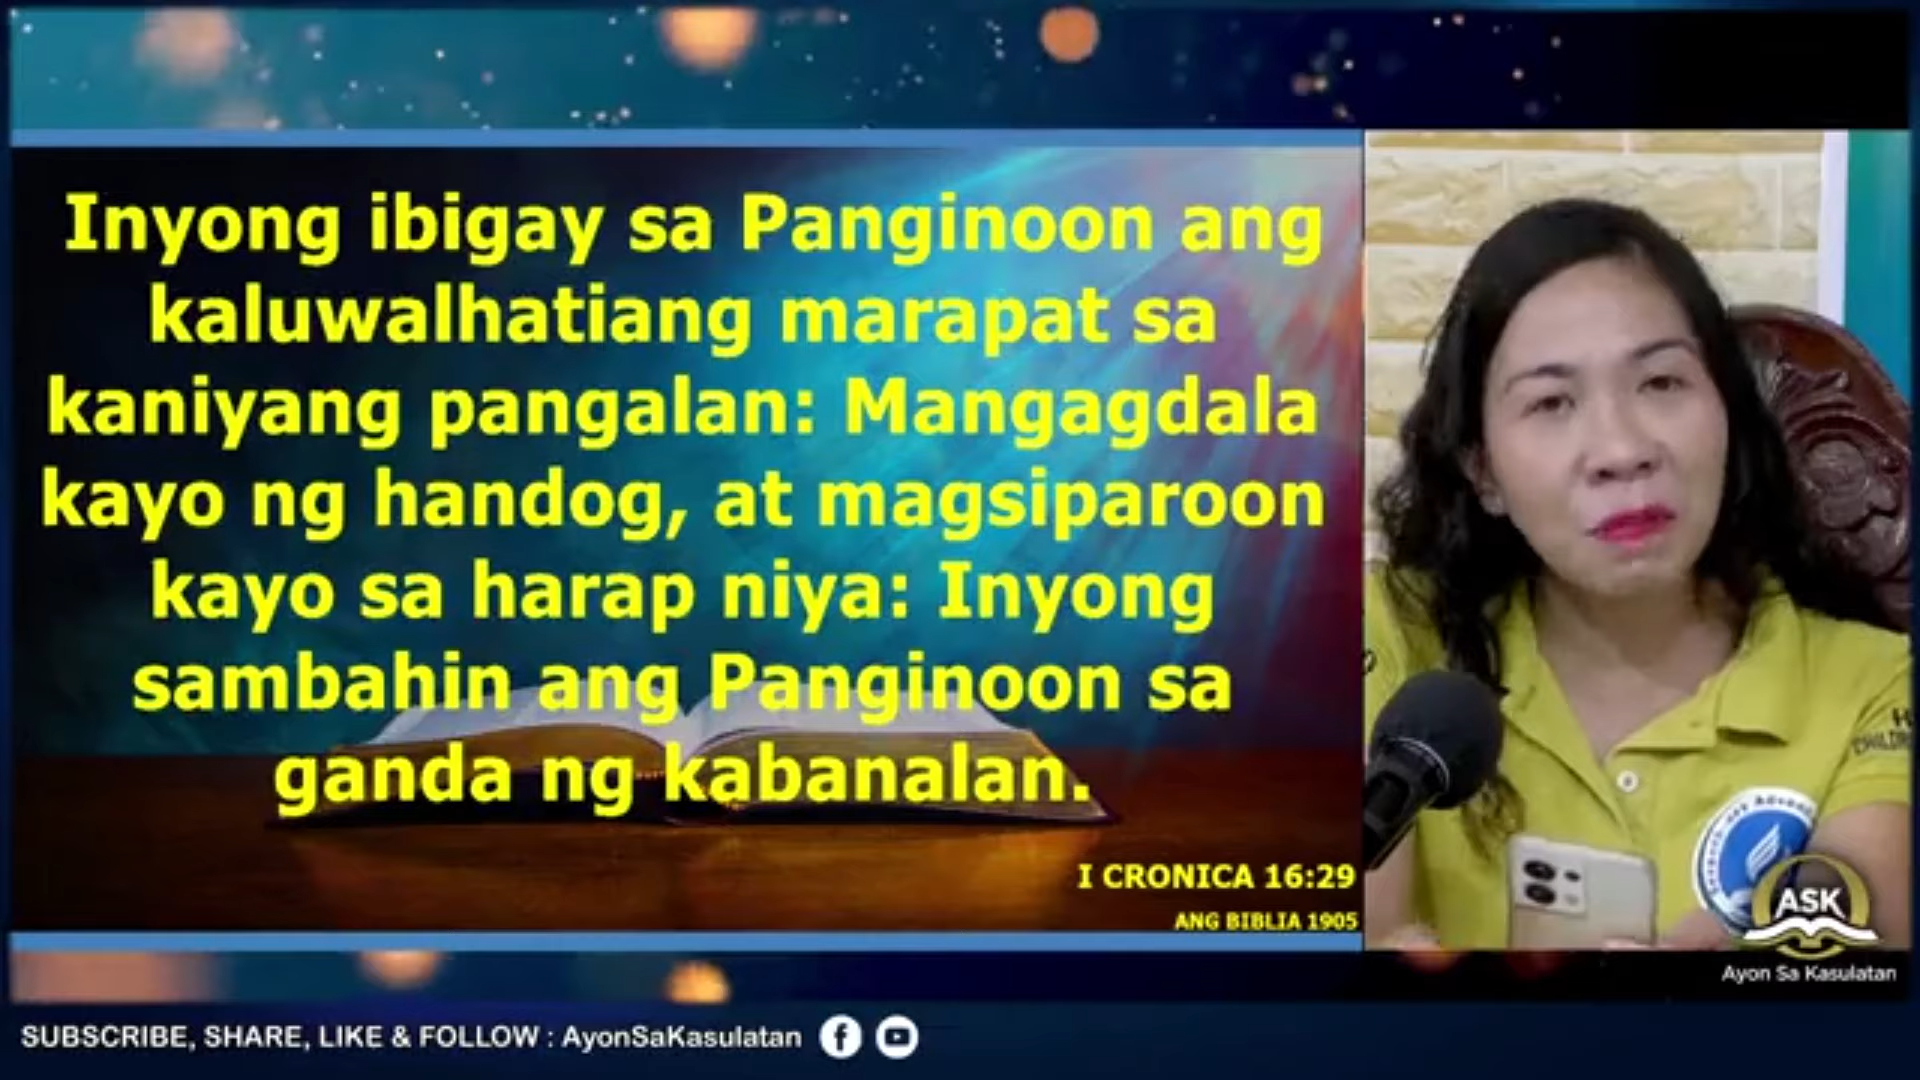 Inyong ibigay sa Panginoon ang
kaluwalhatiang marapat sa
kaniyang pangalan: Mangagdala
kayo ng handog, at magsiparoon
kayo sa harap niya: Inyong
sambahin ang Panginoon sa
ganda ng kabanalan.
I CRONICA 16:29
ANG BIBLIA 1905
ASK
Ayon Sa Kasulatan
SUBSCRIBE, SHARE, LIKE & FOLLOW : AyonSaKasulatan